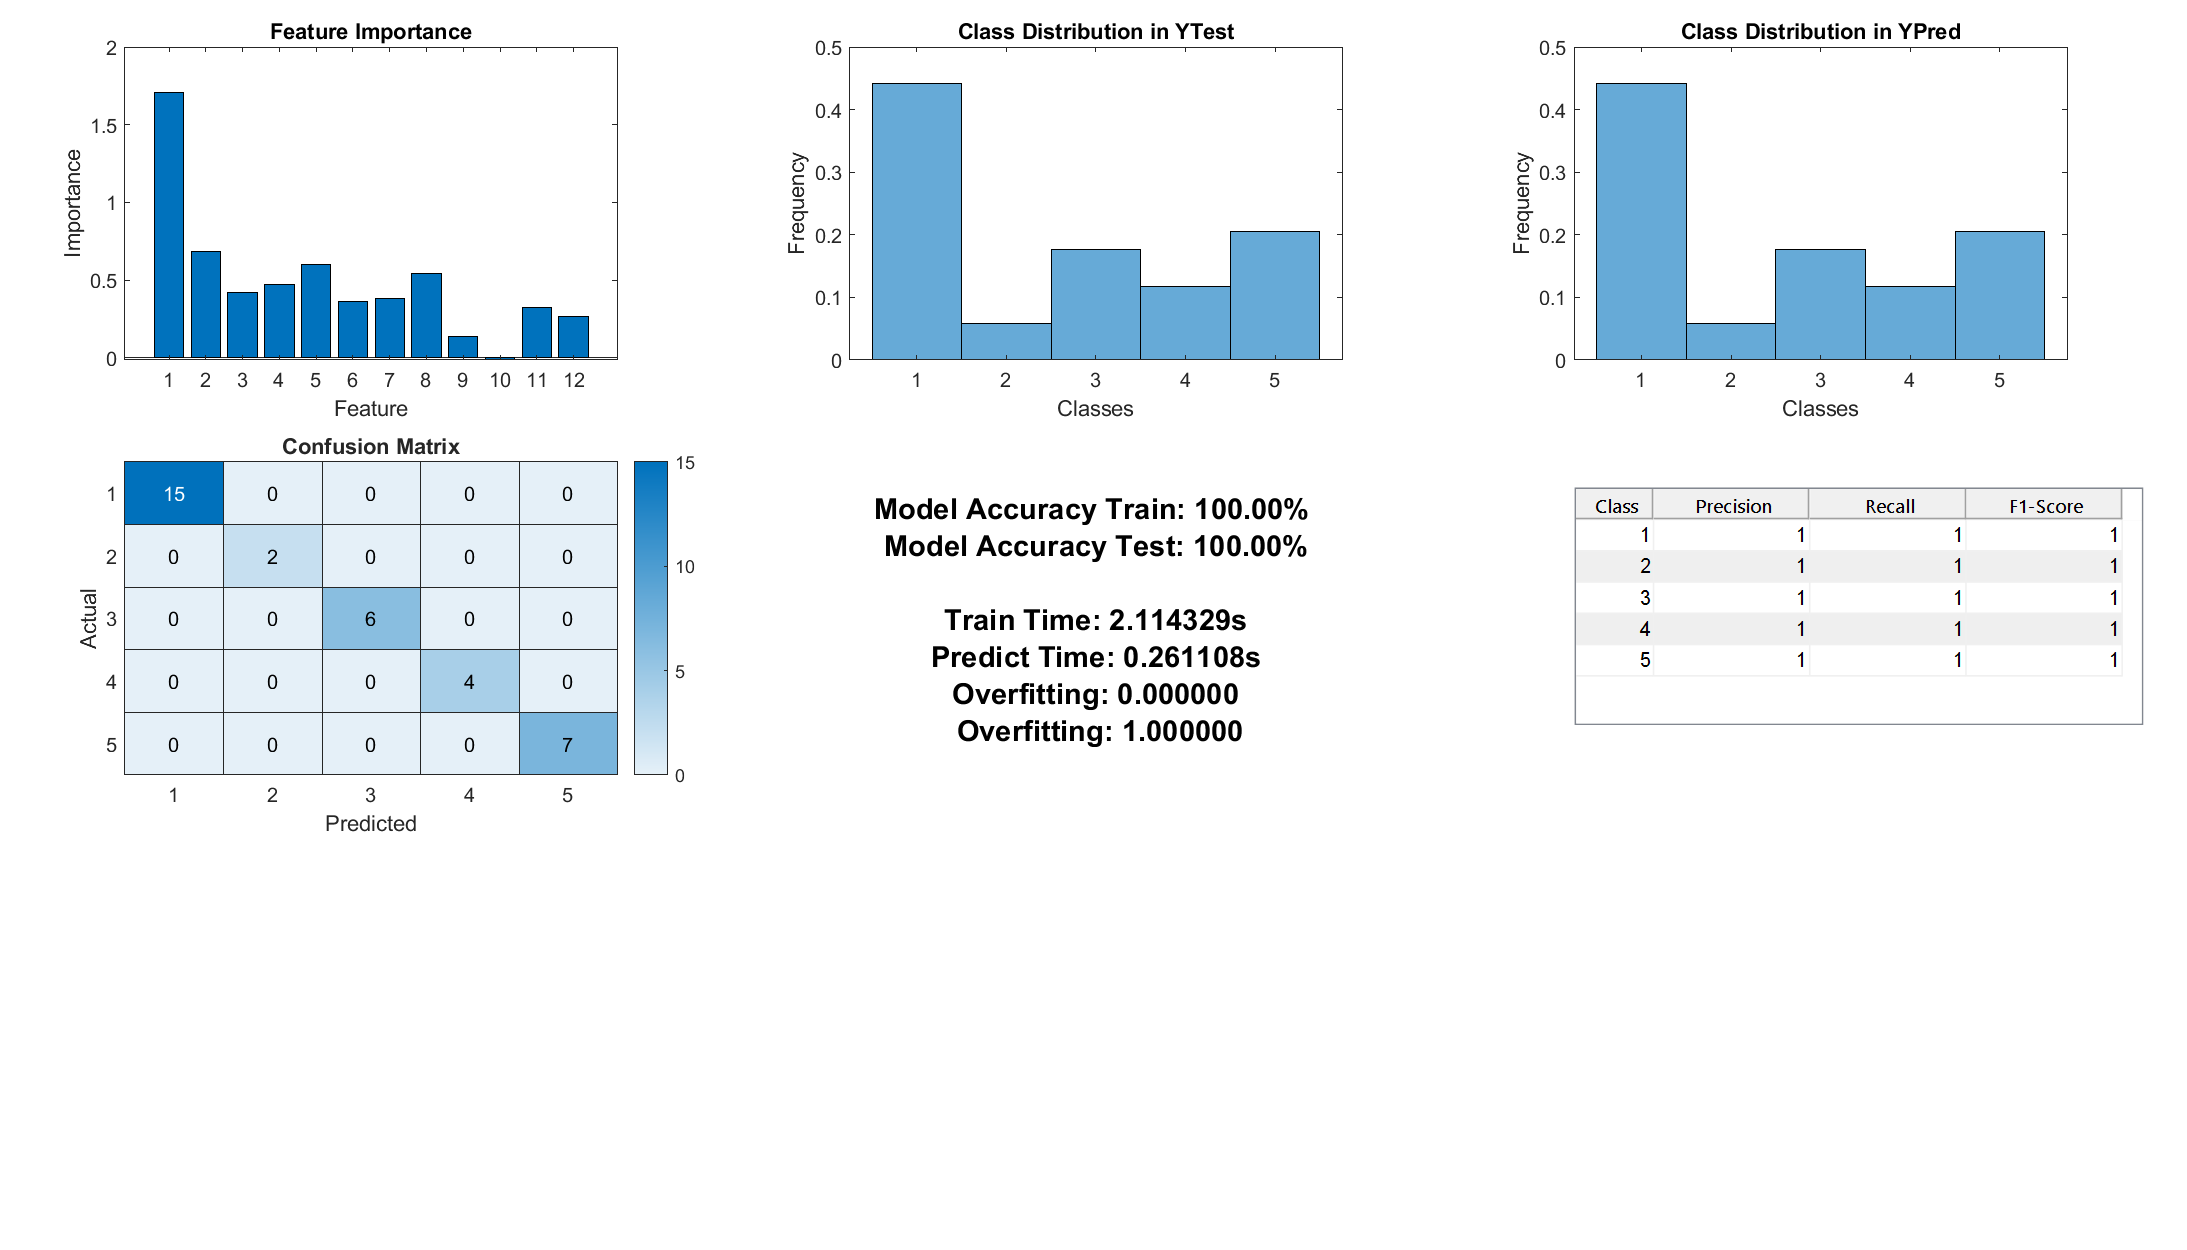 Feature Importance
2
1.5
1
0.5
0
Importance
1 2 3 4 5 6 7 8 9 10 11 12
Feature
Class Distribution in YTest
0.5
0.4
0.3
0.2
0.1
0
Frequency
1 2 3 4 5
Classes
Class Distribution in YPred
0.5
0.4
0.3
0.2
0.1
0
Frequency
1 2 3 4 5
Classes
Confusion Matrix
Actual
1 15 0 0 0 0
2 0 2 0 0 0
3 0 0 6 0 0
4 0 0 0 4 0
5 0 0 0 0 7
1 2 3 4 5
Predicted
15
10
5
0
Model Accuracy Train: 100.00%
Model Accuracy Test: 100.00%
Train Time: 2.114329s
Predict Time: 0.261108s
Overfitting: 0.000000
Overfitting: 1.000000
Class Precision Recall F1-Score
1 1 1 1
2 1 1 1
3 1 1 1
4 1 1 1
5 1 1 1